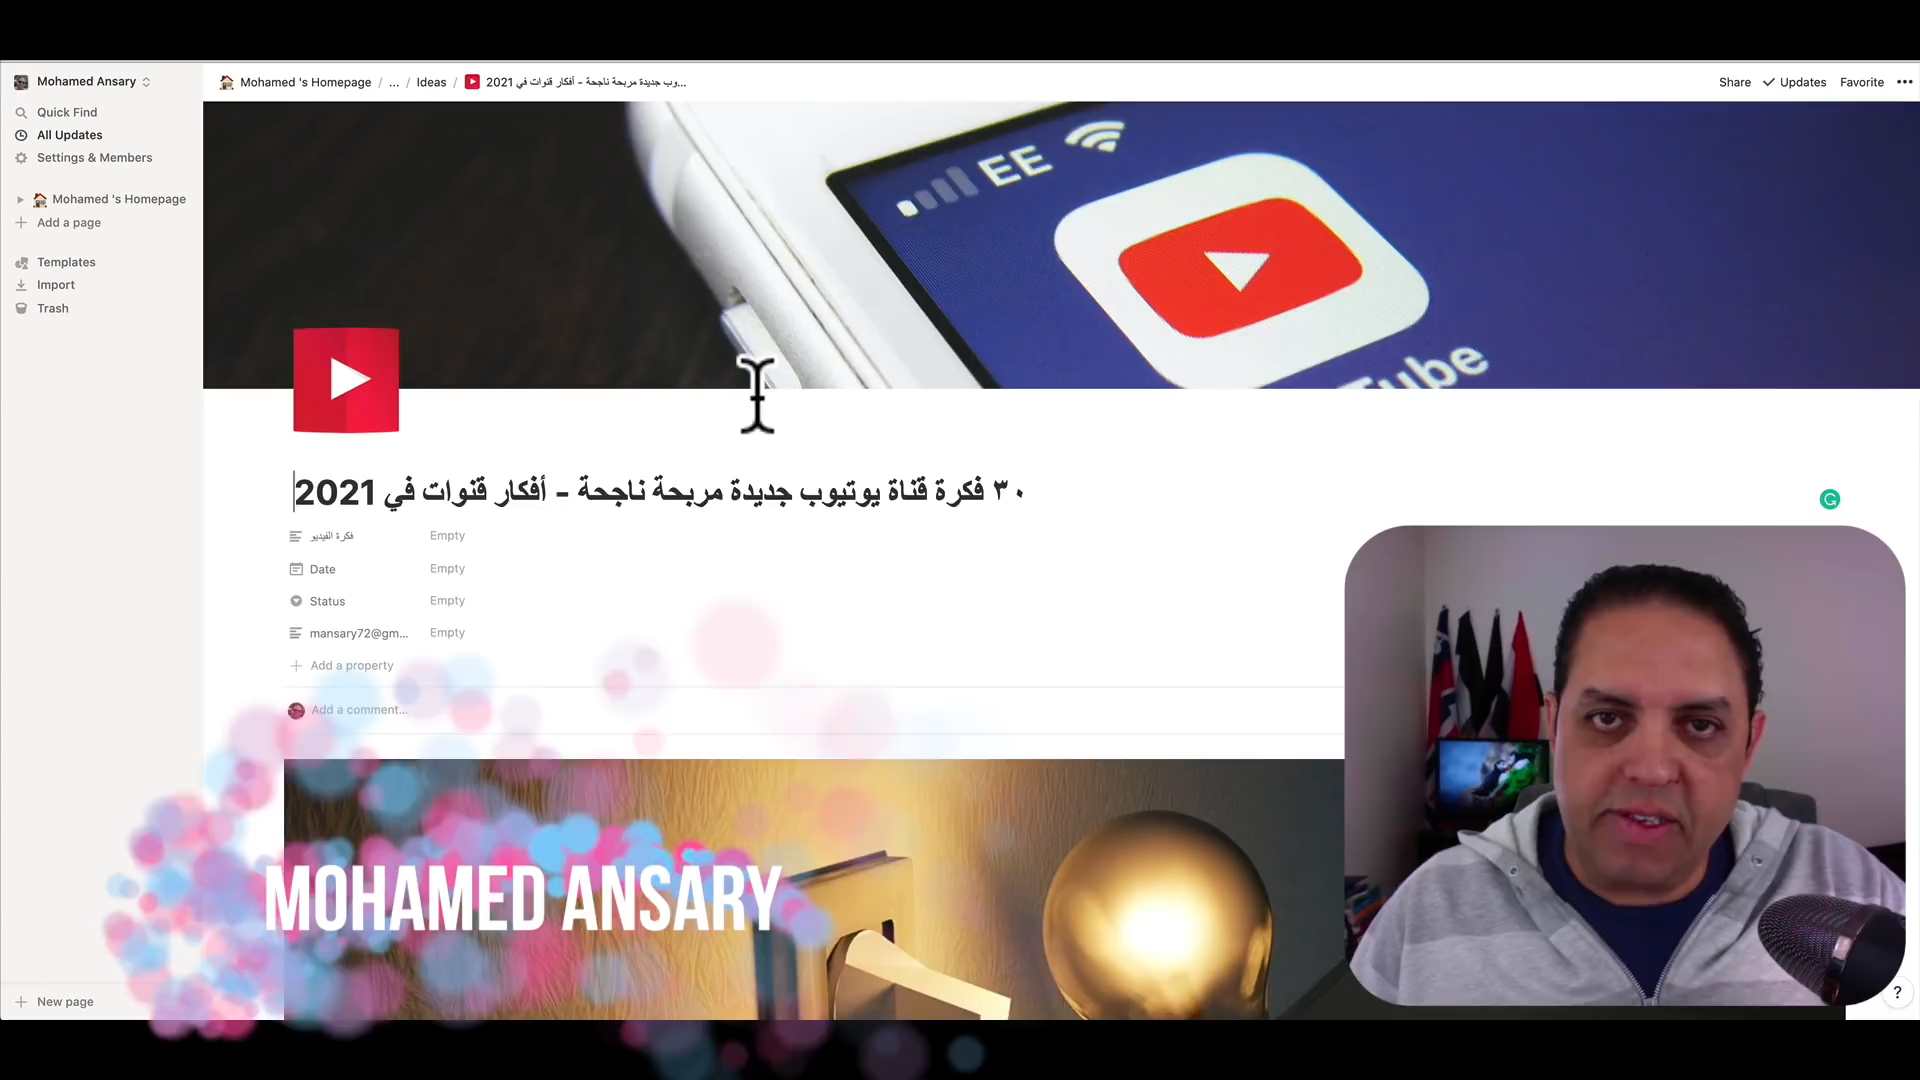 Mohamed Ansary
Mohamed 's Homepage / ... / Ideas / وب جديدة مربحة ناجحة - أفكار قنوات في 2021...
Share Updates Favorite
Quick Find
All Updates
Settings & Members
Mohamed 's Homepage
Add a page
Templates
Import
Trash
EE
Tube
٣٠ فكرة قناة يوتيوب جديدة مربحة ناجحة - أفكار قنوات في 2021
فكرة الفيديو Empty
Date Empty
Status Empty
mansary72@gm... Empty
Add a property
Add a comment...
MOHAMED ANSARY
New page
?